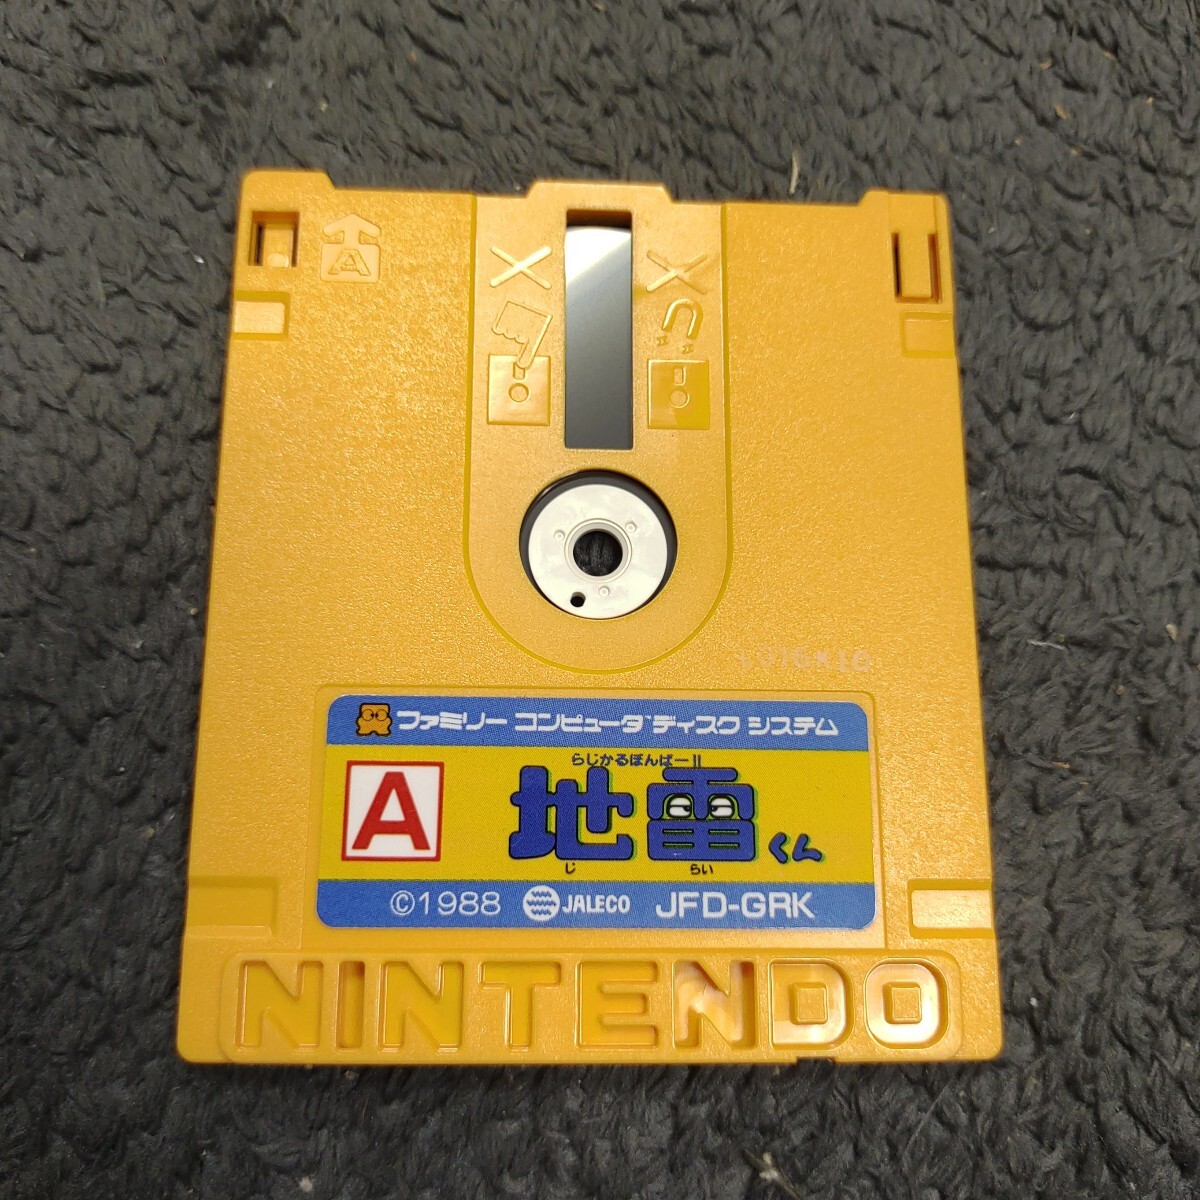 A
ファミリー コンピュータ ディスク システム
らじかるぼんばー!!
A
地雷くん
じ らい
©1988 JALECO JFD-GRK
NINTENDO